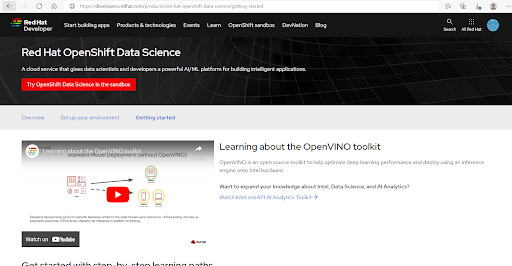 https://developers.redhat.com/products/red-hat-openshift-data-science/getting-started
Red Hat
Developer
Start building apps
Products & technologies
Events
Learn
OpenShift sandbox
DevNation
Blog
Search
All Red Hat
Red Hat OpenShift Data Science
A cloud service that gives data scientists and developers a powerful AI/ML platform for building intelligent applications.
Try OpenShift Data Science in the sandbox
Overview
Set up your environment
Getting started
Learning about the OpenVINO toolkit
Standard Model Deployment (without OpenVINO)
Watch on YouTube
Red Hat
Learning about the OpenVINO toolkit
OpenVINO is an open source toolkit to help optimize deep learning performance and deploy using an inference
engine onto Intel hardware.
Want to expand your knowledge about Intel, Data Science, and AI Analytics?
Watch Intel oneAPI AI Analytics Toolkit
Get started with step-by-step learning paths